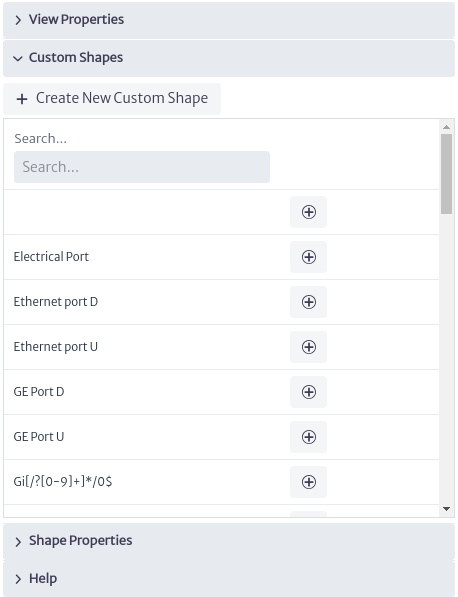 View Properties
Custom Shapes
+ Create New Custom Shape
Search...
Search...
Electrical Port
Ethernet port D
Ethernet port U
GE Port D
GE Port U
Gi[/?[0-9]+]*/0$
Shape Properties
Help